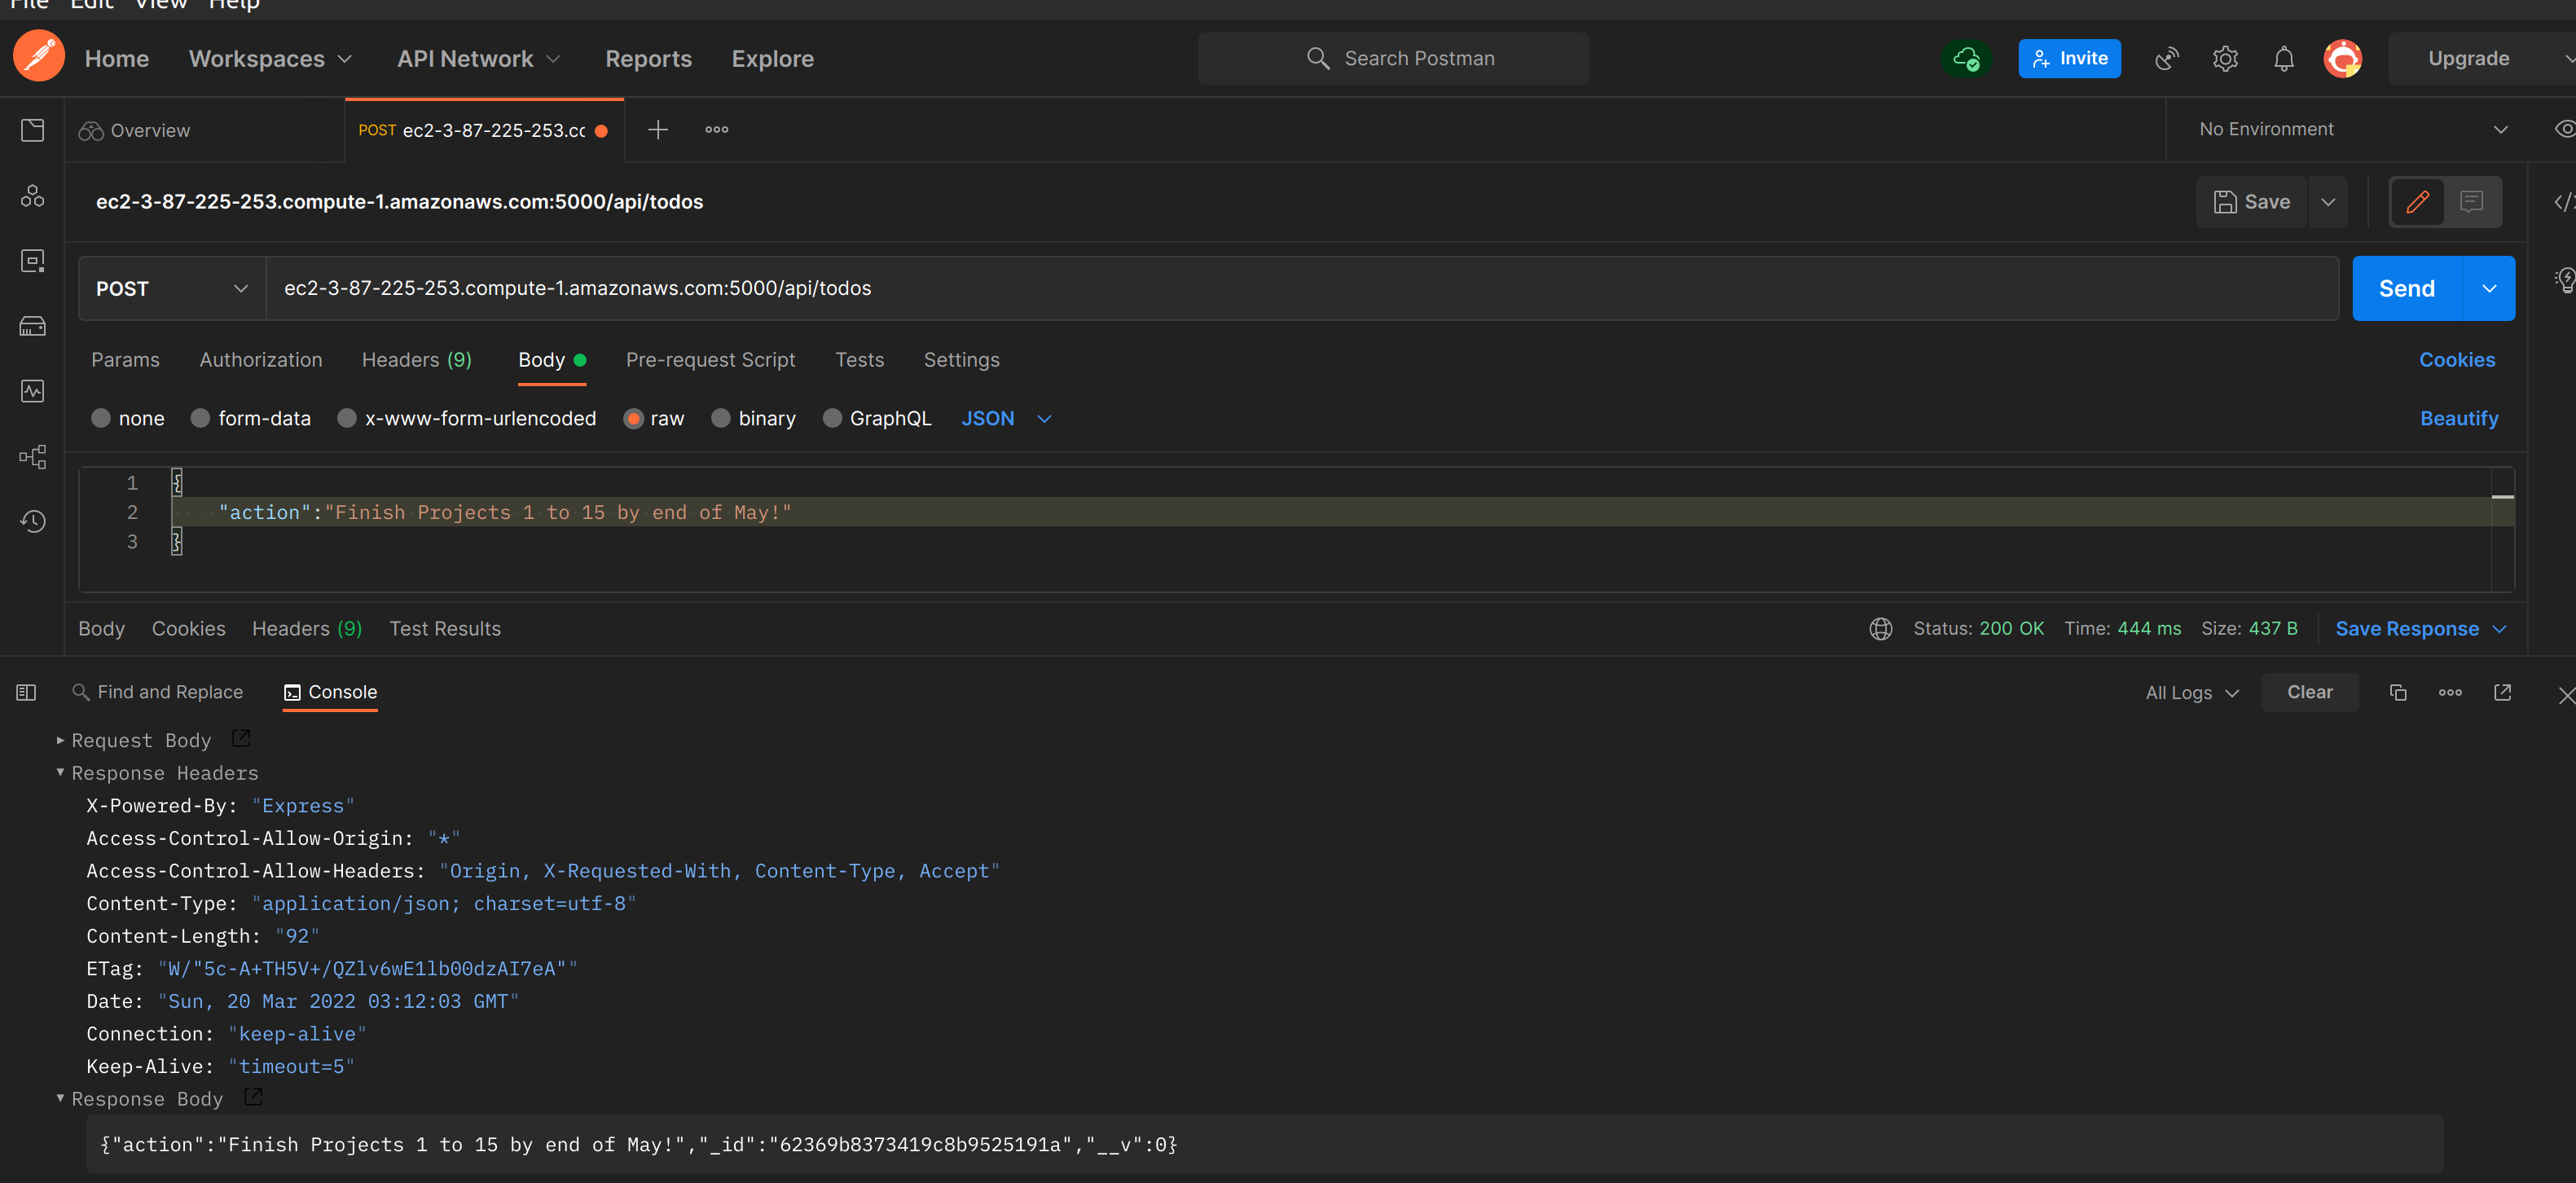 File Edit View Help
Home Workspaces API Network Reports Explore Search Postman Invite Upgrade
Overview POST ec2-3-87-225-253.cc No Environment
ec2-3-87-225-253.compute-1.amazonaws.com:5000/api/todos Save
POST ec2-3-87-225-253.compute-1.amazonaws.com:5000/api/todos Send
Params Authorization Headers (9) Body Pre-request Script Tests Settings Cookies
none form-data x-www-form-urlencoded raw binary GraphQL JSON Beautify
1 {
2 "action":"Finish Projects 1 to 15 by end of May!"
3 }
Body Cookies Headers (9) Test Results Status: 200 OK Time: 444 ms Size: 437 B Save Response
Find and Replace Console All Logs Clear
Request Body
Response Headers
X-Powered-By: "Express"
Access-Control-Allow-Origin: "*"
Access-Control-Allow-Headers: "Origin, X-Requested-With, Content-Type, Accept"
Content-Type: "application/json; charset=utf-8"
Content-Length: "92"
ETag: "W/"5c-A+TH5V+/QZlv6wE1lb00dzAI7eA""
Date: "Sun, 20 Mar 2022 03:12:03 GMT"
Connection: "keep-alive"
Keep-Alive: "timeout=5"
Response Body
{"action":"Finish Projects 1 to 15 by end of May!","_id":"62369b8373419c8b9525191a","__v":0}